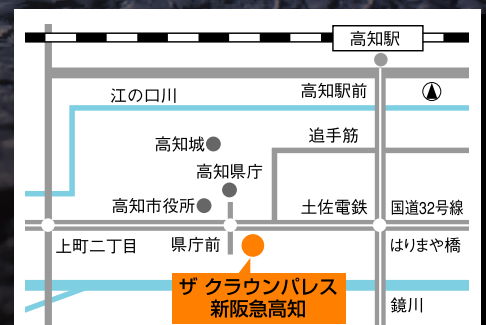 高知駅
江の口川
高知駅前
追手筋
高知城
高知県庁
高知市役所
土佐電鉄
国道32号線
上町二丁目
県庁前
はりまや橋
ザ クラウンパレス
新阪急高知
鏡川